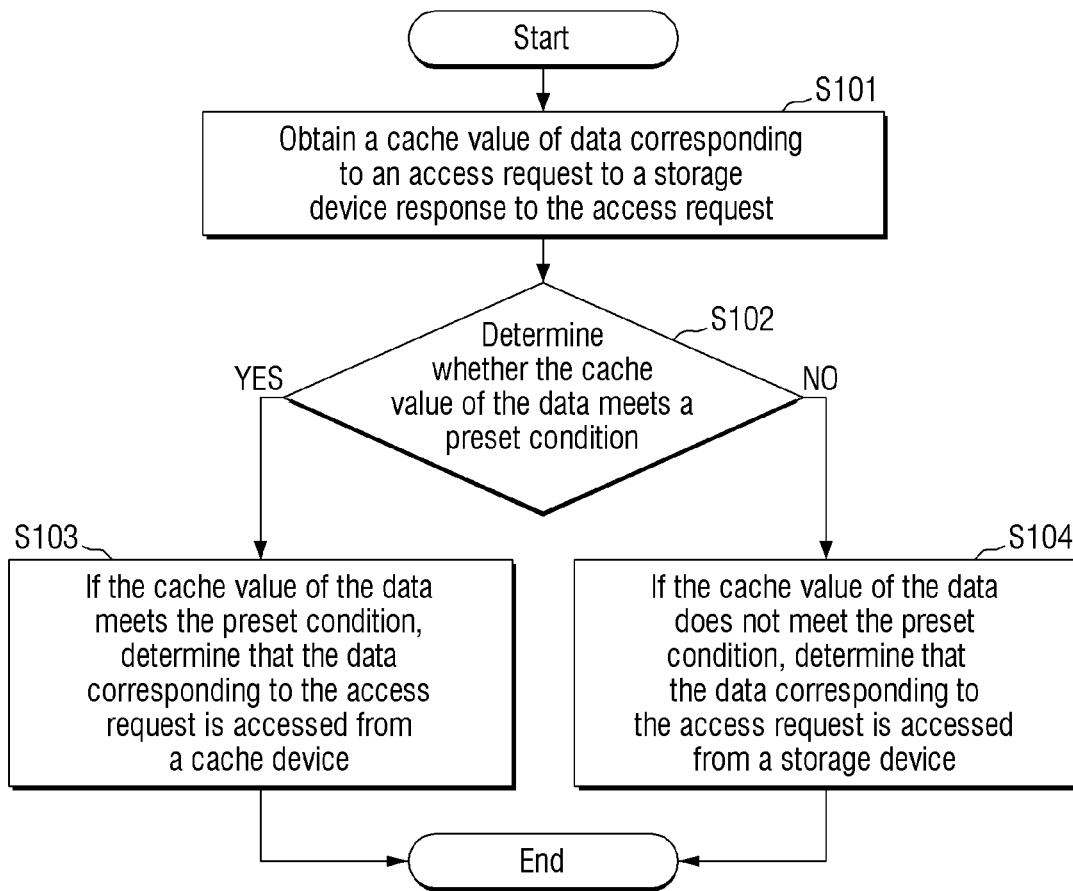 Start
S101
Obtain a cache value of data corresponding
to an access request to a storage
device response to the access request
S102
Determine
whether the cache
value of the data meets a
preset condition
YES
NO
S103
If the cache value of the data
meets the preset condition,
determine that the data
corresponding to the access
request is accessed from
a cache device
S104
If the cache value of the data
does not meet the preset
condition, determine that
the data corresponding to
the access request is accessed
from a storage device
End